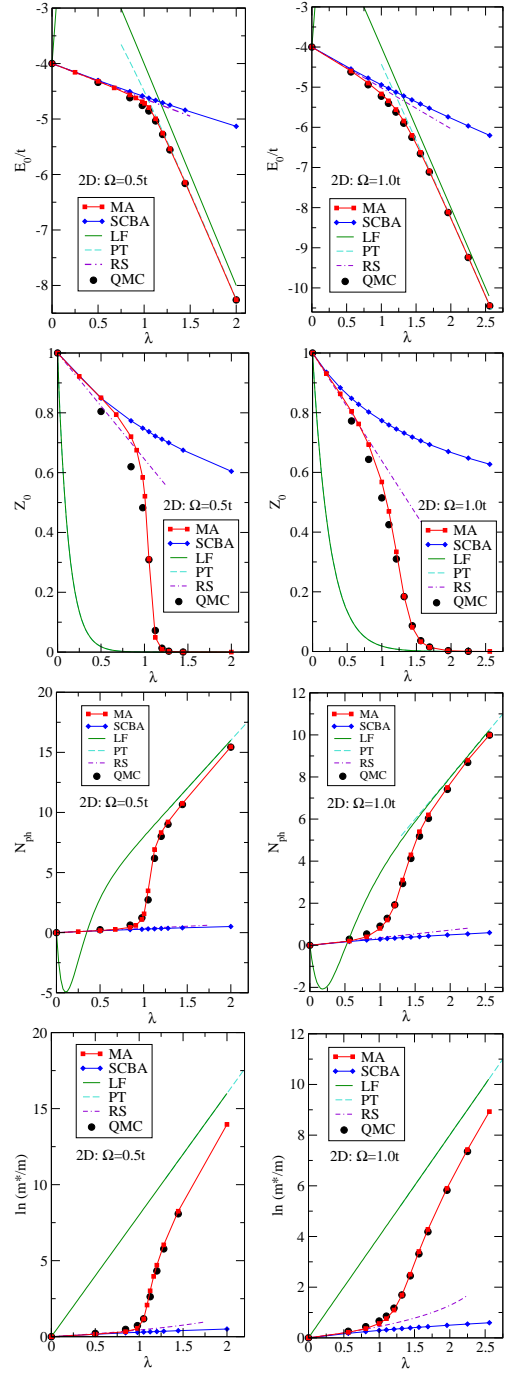 E₀/t
-4
-5
-6
-7
-8
0
0.5
1
1.5
2
λ
2D: Ω=0.5t
MA
SCBA
LF
PT
RS
QMC
E₀/t
-3
-4
-5
-6
-7
-8
-9
-10
0
0.5
1
1.5
2
2.5
λ
2D: Ω=1.0t
MA
SCBA
LF
PT
RS
QMC
Z₀
1
0.8
0.6
0.4
0.2
0
0
0.5
1
1.5
2
λ
2D: Ω=0.5t
MA
SCBA
LF
PT
RS
QMC
Z₀
1
0.8
0.6
0.4
0.2
0
0
0.5
1
1.5
2
2.5
λ
2D: Ω=1.0t
MA
SCBA
LF
PT
RS
QMC
N_ph
20
15
10
5
0
-5
0
0.5
1
1.5
2
λ
MA
SCBA
LF
PT
RS
QMC
2D: Ω=0.5t
N_ph
12
10
8
6
4
2
0
-2
0
0.5
1
1.5
2
2.5
λ
MA
SCBA
LF
PT
RS
QMC
2D: Ω=1.0t
ln (m*/m)
20
15
10
5
0
0
0.5
1
1.5
2
λ
MA
SCBA
LF
PT
RS
QMC
2D: Ω=0.5t
ln (m*/m)
12
10
8
6
4
2
0
0
0.5
1
1.5
2
2.5
λ
MA
SCBA
LF
PT
RS
QMC
2D: Ω=1.0t